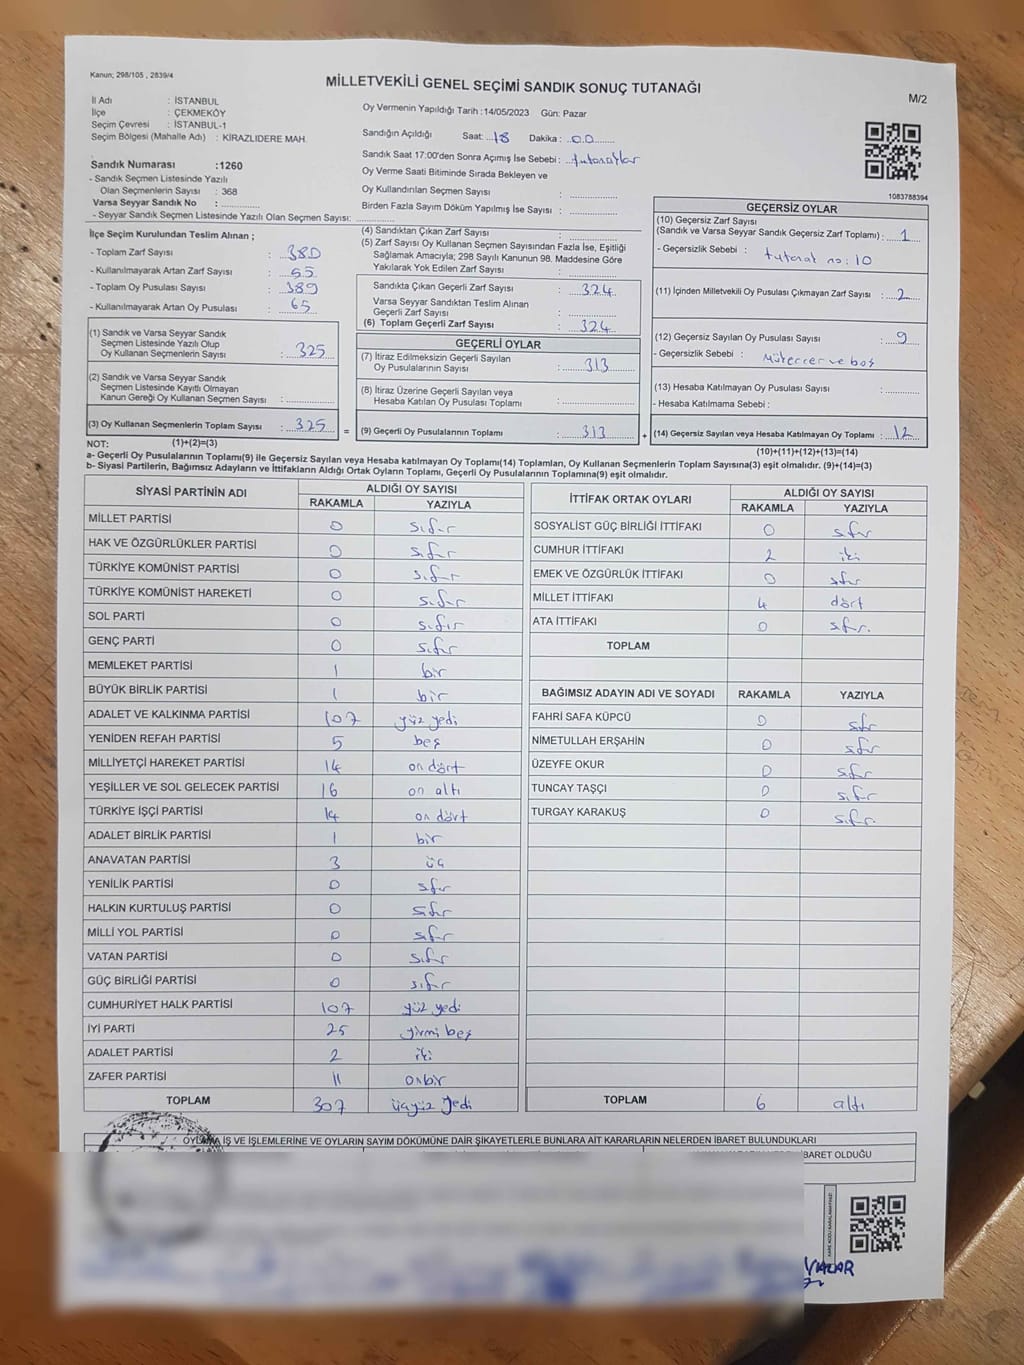 Kanun; 298/105 , 2839/4
MİLLETVEKİLİ GENEL SEÇİMİ SANDIK SONUÇ TUTANAĞI
M/2
İl Adı : İSTANBUL
İlçe : ÇEKMEKÖY
Seçim Çevresi : İSTANBUL-1
Seçim Bölgesi (Mahalle Adı) : KİRAZLIDERE MAH.
Sandık Numarası :1260
- Sandık Seçmen Listesinde Yazılı
Olan Seçmenlerin Sayısı : 368
Varsa Seyyar Sandık No :
- Seyyar Sandık Seçmen Listesinde Yazılı Olan Seçmen Sayısı:
Oy Vermenin Yapıldığı Tarih :14/05/2023 Gün: Pazar
Sandığın Açıldığı Saat: 18 Dakika : 00
Sandık Saat 17:00'den Sonra Açımış İse Sebebi : tutanaklar
Oy Verme Saati Bitiminde Sırada Bekleyen ve
Oy Kullandırılan Seçmen Sayısı :
Birden Fazla Sayım Döküm Yapılmış İse Sayısı :
1083788394
İlçe Seçim Kurulundan Teslim Alınan ;
- Toplam Zarf Sayısı : 380
- Kullanılmayarak Artan Zarf Sayısı : 55
- Toplam Oy Pusulası Sayısı : 389
- Kullanılmayarak Artan Oy Pusulası : 65
(1) Sandık ve Varsa Seyyar Sandık
Seçmen Listesinde Yazılı Olup
Oy Kullanan Seçmenlerin Sayısı : 325
(2) Sandık ve Varsa Seyyar Sandık
Seçmen Listesinde Kayıtlı Olmayan
Kanun Gereği Oy Kullanan Seçmen Sayısı :
(3) Oy Kullanan Seçmenlerin Toplam Sayısı : 325
(4) Sandıktan Çıkan Zarf Sayısı :
(5) Zarf Sayısı Oy Kullanan Seçmen Sayısından Fazla İse, Eşitliği
Sağlamak Amacıyla; 298 Sayılı Kanunun 98. Maddesine Göre
Yakılarak Yok Edilen Zarf Sayısı :
Sandıkta Çıkan Geçerli Zarf Sayısı : 324
Varsa Seyyar Sandıktan Teslim Alınan
Geçerli Zarf Sayısı :
(6) Toplam Geçerli Zarf Sayısı : 324
GEÇERLİ OYLAR
(7) İtiraz Edilmeksizin Geçerli Sayılan
Oy Pusulalarının Sayısı : 313
(8) İtiraz Üzerine Geçerli Sayılan veya
Hesaba Katılan Oy Pusulası Toplamı :
= (9) Geçerli Oy Pusulalarının Toplamı : 313
GEÇERSİZ OYLAR
(10) Geçersiz Zarf Sayısı
(Sandık ve Varsa Seyyar Sandık Geçersiz Zarf Toplamı) : 1
- Geçersizlik Sebebi : tutanak no: 10
(11) İçinden Milletvekili Oy Pusulası Çıkmayan Zarf Sayısı : 2
(12) Geçersiz Sayılan Oy Pusulası Sayısı : 9
- Geçersizlik Sebebi : Mükerrer ve boş
(13) Hesaba Katılmayan Oy Pusulası Sayısı :
- Hesaba Katılmama Sebebi :
+ (14) Geçersiz Sayılan veya Hesaba Katılmayan Oy Toplamı : 12
NOT: (1)+(2)=(3)
(10)+(11)+(12)+(13)=(14)
a- Geçerli Oy Pusulalarının Toplamı(9) ile Geçersiz Sayılan veya Hesaba katılmayan Oy Toplamı(14) Toplamları, Oy Kullanan Seçmenlerin Toplam Sayısına(3) eşit olmalıdır. (9)+(14)=(3)
b- Siyasi Partilerin, Bağımsız Adayların ve İttifakların Aldığı Ortak Oyların Toplamı, Geçerli Oy Pusulalarının Toplamına(9) eşit olmalıdır.
SİYASİ PARTİNİN ADI ALDIĞI OY SAYISI
RAKAMLA YAZIYLA
MİLLET PARTİSİ 0 sıfır
HAK VE ÖZGÜRLÜKLER PARTİSİ 0 sıfır
TÜRKİYE KOMÜNİST PARTİSİ 0 sıfır
TÜRKİYE KOMÜNİST HAREKETİ 0 sıfır
SOL PARTİ 0 sıfır
GENÇ PARTİ 0 sıfır
MEMLEKET PARTİSİ 1 bir
BÜYÜK BİRLİK PARTİSİ 1 bir
ADALET VE KALKINMA PARTİSİ 107 yüz yedi
YENİDEN REFAH PARTİSİ 5 beş
MİLLİYETÇİ HAREKET PARTİSİ 14 on dört
YEŞİLLER VE SOL GELECEK PARTİSİ 16 on altı
TÜRKİYE İŞÇİ PARTİSİ 14 on dört
ADALET BİRLİK PARTİSİ 1 bir
ANAVATAN PARTİSİ 3 üç
YENİLİK PARTİSİ 0 sıfır
HALKIN KURTULUŞ PARTİSİ 0 sıfır
MİLLİ YOL PARTİSİ 0 sıfır
VATAN PARTİSİ 0 sıfır
GÜÇ BİRLİĞİ PARTİSİ 0 sıfır
CUMHURİYET HALK PARTİSİ 107 yüz yedi
İYİ PARTİ 25 yirmi beş
ADALET PARTİSİ 2 iki
ZAFER PARTİSİ 11 onbir
TOPLAM 307 üçyüz yedi
İTTİFAK ORTAK OYLARI ALDIĞI OY SAYISI
RAKAMLA YAZIYLA
SOSYALİST GÜÇ BİRLİĞİ İTTİFAKI 0 sıfır
CUMHUR İTTİFAKI 2 iki
EMEK VE ÖZGÜRLÜK İTTİFAKI 0 sıfır
MİLLET İTTİFAKI 4 dört
ATA İTTİFAKI 0 sıfır.
TOPLAM
BAĞIMSIZ ADAYIN ADI VE SOYADI RAKAMLA YAZIYLA
FAHRİ SAFA KÜPCÜ 0 sıfır
NİMETULLAH ERŞAHİN 0 sıfır
ÜZEYFE OKUR 0 sıfır
TUNCAY TAŞÇI 0 sıfır
TURGAY KARAKUŞ 0 sıfır.
TOPLAM 6 altı
OYLAMA İŞ VE İŞLEMLERİNE VE OYLARIN SAYIM DÖKÜMÜNE DAİR ŞİKAYETLERLE BUNLARA AİT KARARLARIN NELERDEN İBARET BULUNDUKLARI
İBARET OLDUĞU